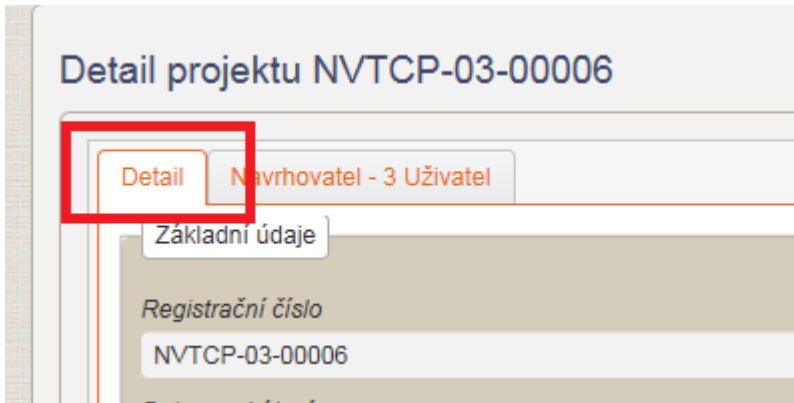 Detail projektu NVTCP-03-00006
Detail Navrhovatel - 3 Uživatel
Základní údaje
Registrační číslo
NVTCP-03-00006